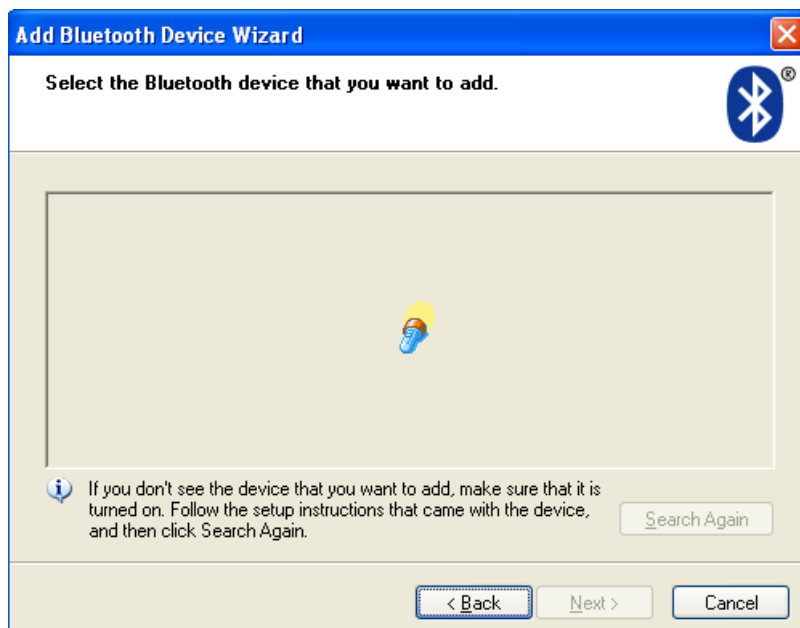 Add Bluetooth Device Wizard
Select the Bluetooth device that you want to add.
®
If you don't see the device that you want to add, make sure that it is
turned on. Follow the setup instructions that came with the device,
and then click Search Again.
Search Again
< Back Next > Cancel